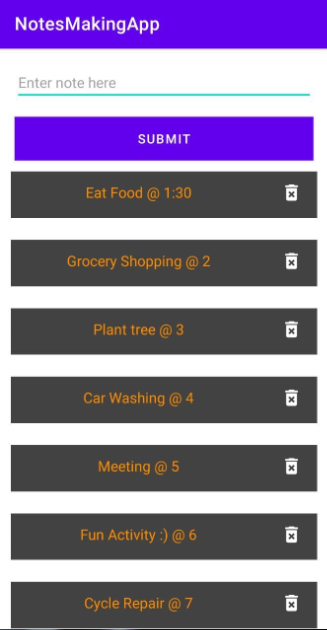 NotesMakingApp
Enter note here
SUBMIT
Eat Food @ 1:30
Grocery Shopping @ 2
Plant tree @ 3
Car Washing @ 4
Meeting @ 5
Fun Activity :) @ 6
Cycle Repair @ 7